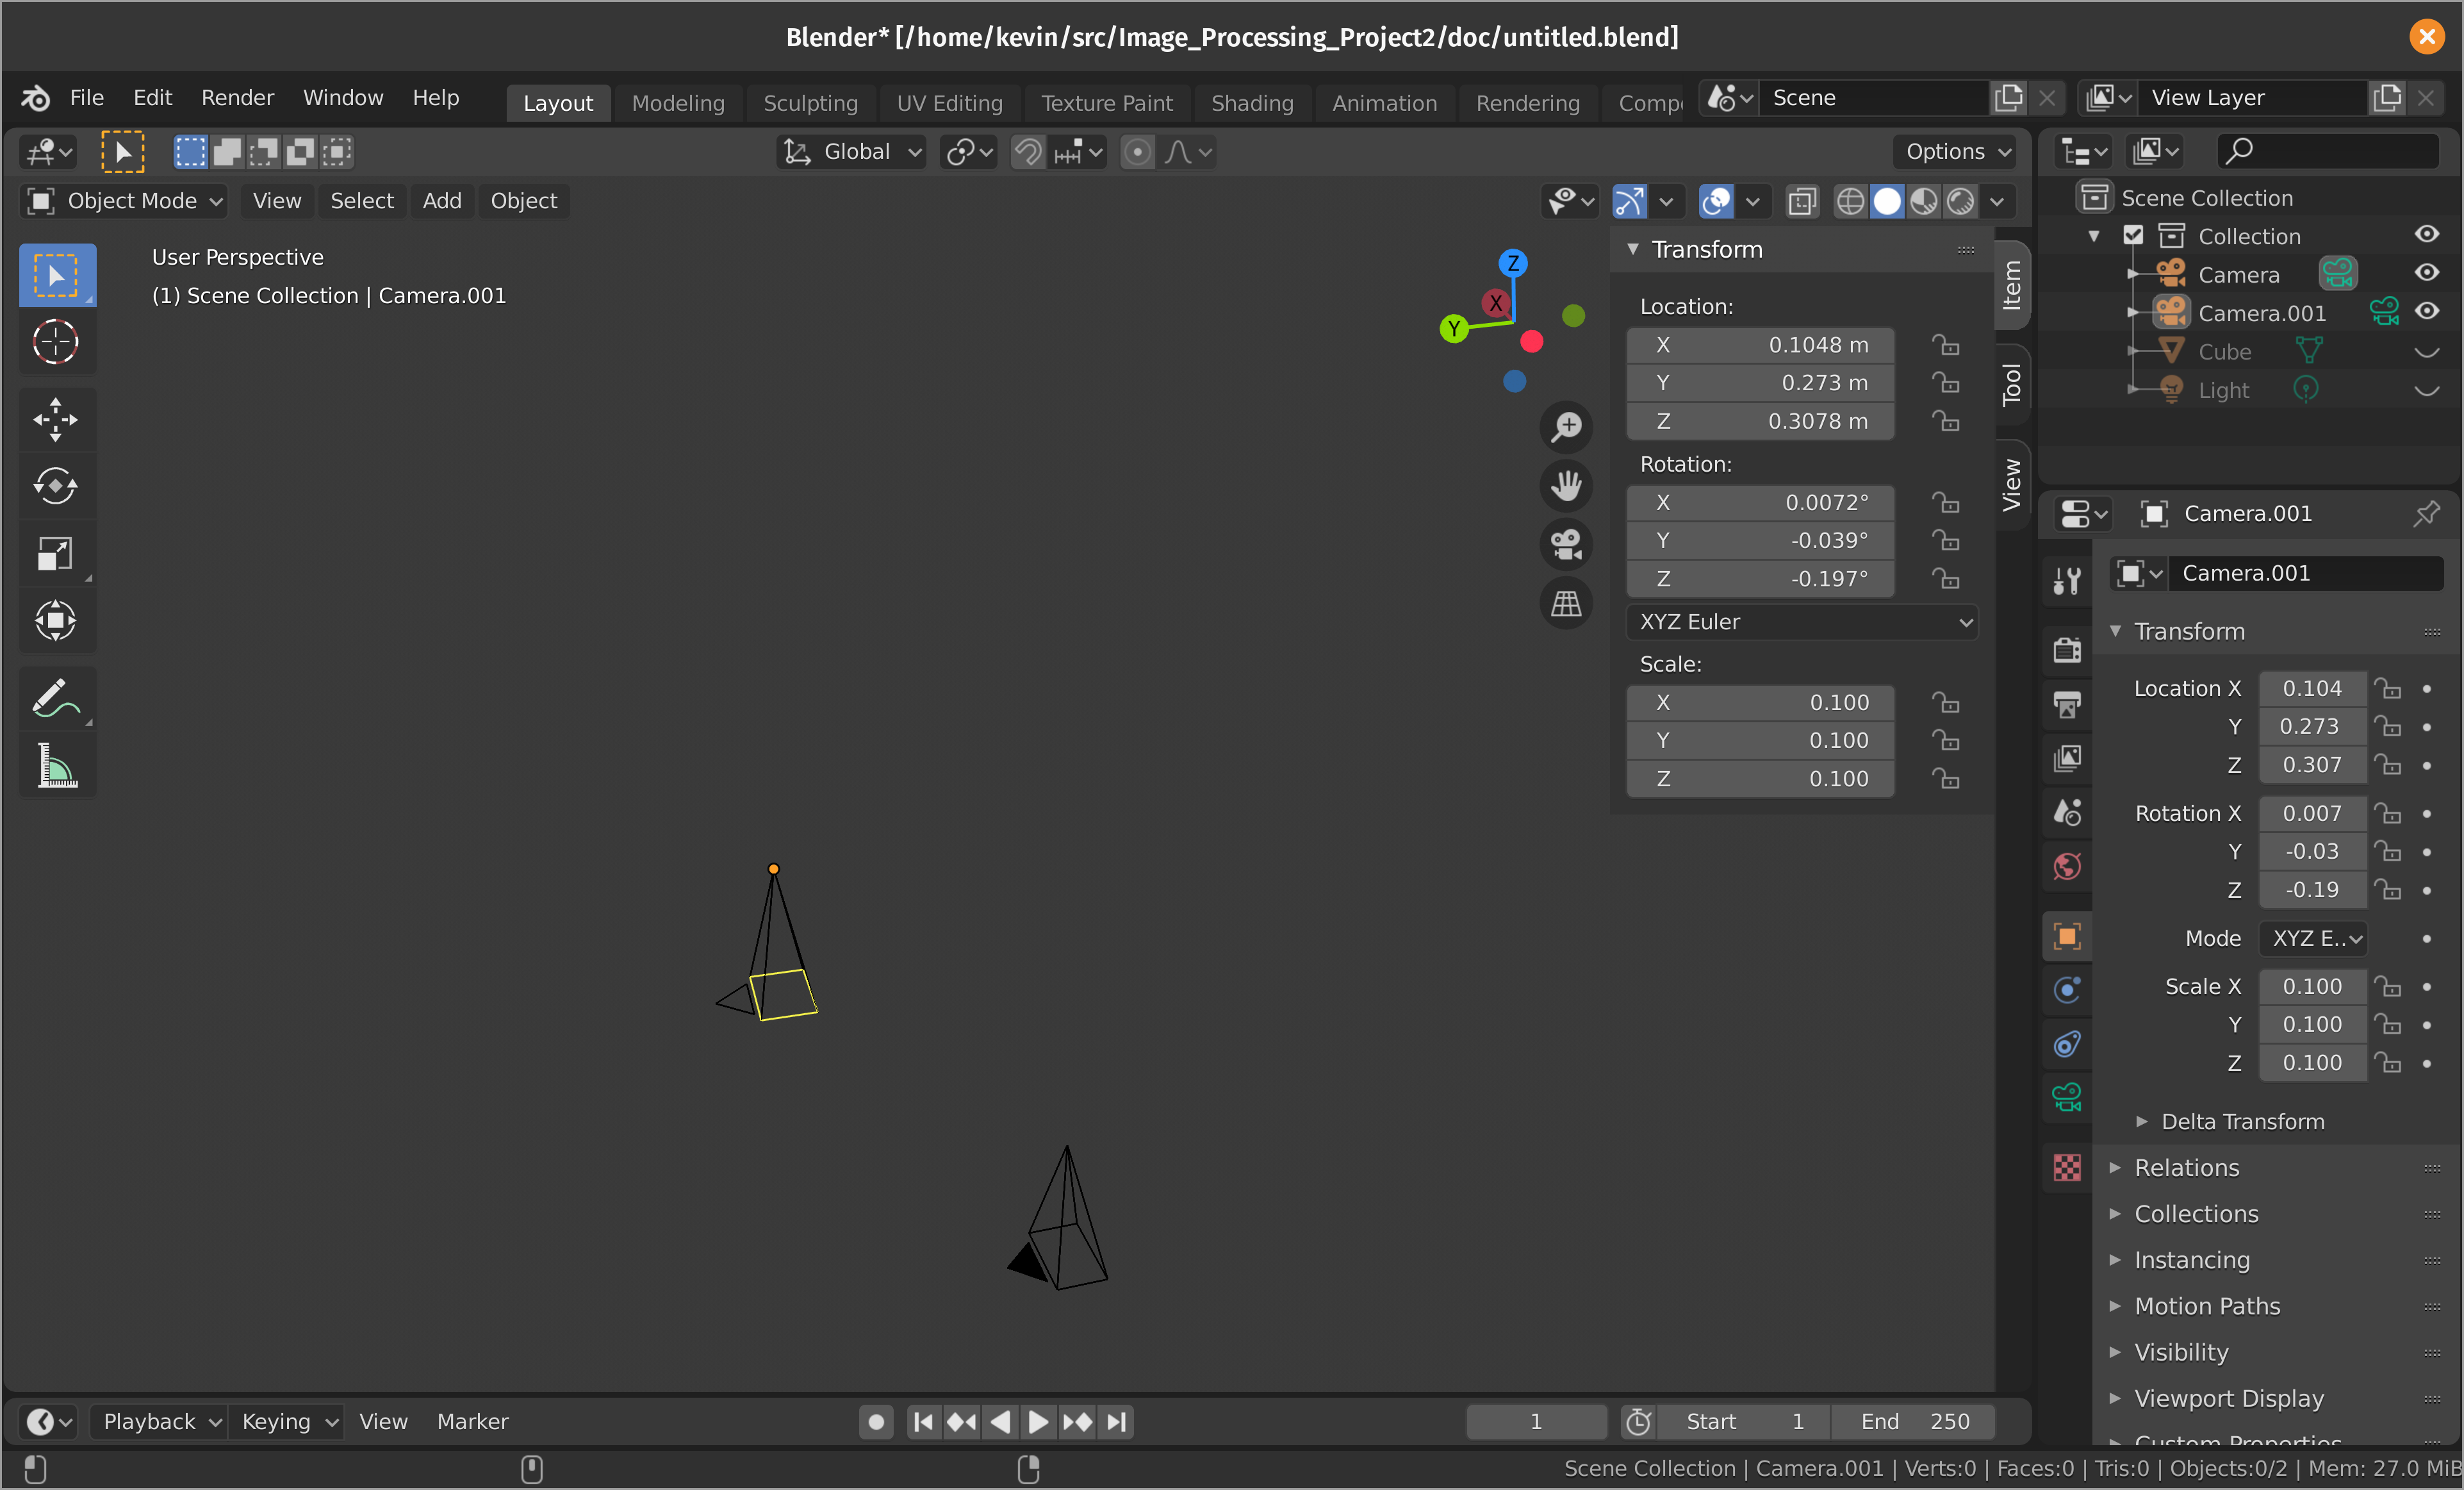 Blender* [/home/kevin/src/Image_Processing_Project2/doc/untitled.blend]
File Edit Render Window Help Layout Modeling Sculpting UV Editing Texture Paint Shading Animation Rendering Scene View Layer
Global Options
Object Mode View Select Add Object
User Perspective
(1) Scene Collection | Camera.001
Z
X
Y
Transform
Location:
X 0.1048 m
Y 0.273 m
Z 0.3078 m
Rotation:
X 0.0072°
Y -0.039°
Z -0.197°
XYZ Euler
Scale:
X 0.100
Y 0.100
Z 0.100
Item
Tool
View
Scene Collection
Collection
Camera
Camera.001
Cube
Light
Camera.001
Camera.001
Transform
Location X 0.104
Y 0.273
Z 0.307
Rotation X 0.007
Y -0.03
Z -0.19
Mode XYZ E..
Scale X 0.100
Y 0.100
Z 0.100
Delta Transform
Relations
Collections
Instancing
Motion Paths
Visibility
Viewport Display
Custom Properties
Playback Keying View Marker 1 Start 1 End 250
Scene Collection | Camera.001 | Verts:0 | Faces:0 | Tris:0 | Objects:0/2 | Mem: 27.0 MiB